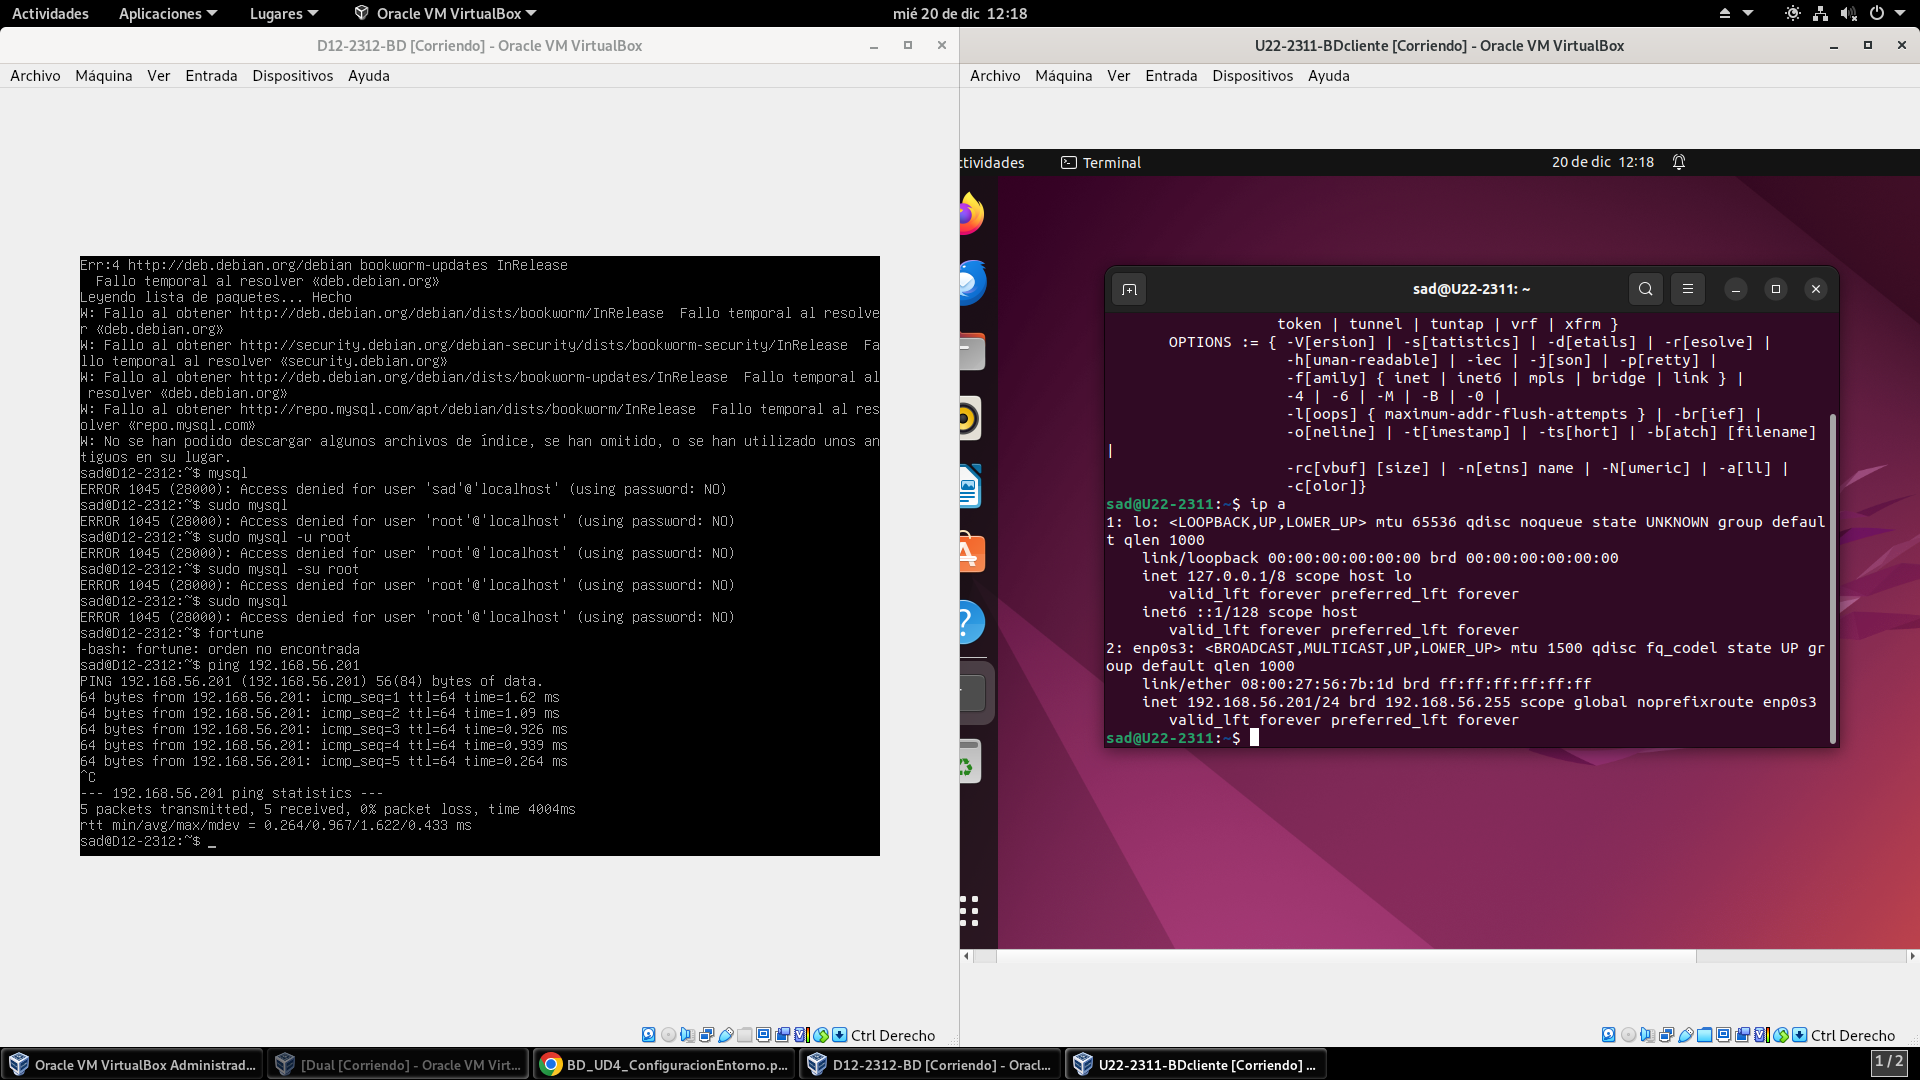 Actividades
Aplicaciones
Lugares
Oracle VM VirtualBox
mié 20 de dic 12:18
D12-2312-BD [Corriendo] - Oracle VM VirtualBox
Archivo Máquina Ver Entrada Dispositivos Ayuda
Err:4 http://deb.debian.org/debian bookworm-updates InRelease
Fallo temporal al resolver «deb.debian.org»
Leyendo lista de paquetes... Hecho
W: Fallo al obtener http://deb.debian.org/debian/dists/bookworm/InRelease  Fallo temporal al resolve
r «deb.debian.org»
W: Fallo al obtener http://security.debian.org/debian-security/dists/bookworm-security/InRelease  Fa
llo temporal al resolver «security.debian.org»
W: Fallo al obtener http://deb.debian.org/debian/dists/bookworm-updates/InRelease  Fallo temporal al
resolver «deb.debian.org»
W: Fallo al obtener http://repo.mysql.com/apt/debian/dists/bookworm/InRelease  Fallo temporal al res
olver «repo.mysql.com»
W: No se han podido descargar algunos archivos de índice, se han omitido, o se han utilizado unos an
tiguos en su lugar.
sad@D12-2312:~$ mysql
ERROR 1045 (28000): Access denied for user 'sad'@'localhost' (using password: NO)
sad@D12-2312:~$ sudo mysql
ERROR 1045 (28000): Access denied for user 'root'@'localhost' (using password: NO)
sad@D12-2312:~$ sudo mysql -u root
ERROR 1045 (28000): Access denied for user 'root'@'localhost' (using password: NO)
sad@D12-2312:~$ sudo mysql -su root
ERROR 1045 (28000): Access denied for user 'root'@'localhost' (using password: NO)
sad@D12-2312:~$ sudo mysql
ERROR 1045 (28000): Access denied for user 'root'@'localhost' (using password: NO)
sad@D12-2312:~$ fortune
-bash: fortune: orden no encontrada
sad@D12-2312:~$ ping 192.168.56.201
PING 192.168.56.201 (192.168.56.201) 56(84) bytes of data.
64 bytes from 192.168.56.201: icmp_seq=1 ttl=64 time=1.62 ms
64 bytes from 192.168.56.201: icmp_seq=2 ttl=64 time=1.09 ms
64 bytes from 192.168.56.201: icmp_seq=3 ttl=64 time=0.926 ms
64 bytes from 192.168.56.201: icmp_seq=4 ttl=64 time=0.939 ms
64 bytes from 192.168.56.201: icmp_seq=5 ttl=64 time=0.264 ms
^C
--- 192.168.56.201 ping statistics ---
5 packets transmitted, 5 received, 0% packet loss, time 4004ms
rtt min/avg/max/mdev = 0.264/0.967/1.622/0.433 ms
sad@D12-2312:~$ _
Ctrl Derecho
U22-2311-BDcliente [Corriendo] - Oracle VM VirtualBox
Archivo Máquina Ver Entrada Dispositivos Ayuda
ctividades
Terminal
20 de dic 12:18
sad@U22-2311: ~
token | tunnel | tuntap | vrf | xfrm }
OPTIONS := { -V[ersion] | -s[tatistics] | -d[etails] | -r[esolve] |
-h[uman-readable] | -iec | -j[son] | -p[retty] |
-f[amily] { inet | inet6 | mpls | bridge | link } |
-4 | -6 | -M | -B | -0 |
-l[oops] { maximum-addr-flush-attempts } | -br[ief] |
-o[neline] | -t[imestamp] | -ts[hort] | -b[atch] [filename]
|
-rc[vbuf] [size] | -n[etns] name | -N[umeric] | -a[ll] |
-c[olor]}
sad@U22-2311:~$ ip a
1: lo: <LOOPBACK,UP,LOWER_UP> mtu 65536 qdisc noqueue state UNKNOWN group defaul
t qlen 1000
link/loopback 00:00:00:00:00:00 brd 00:00:00:00:00:00
inet 127.0.0.1/8 scope host lo
valid_lft forever preferred_lft forever
inet6 ::1/128 scope host
valid_lft forever preferred_lft forever
2: enp0s3: <BROADCAST,MULTICAST,UP,LOWER_UP> mtu 1500 qdisc fq_codel state UP gr
oup default qlen 1000
link/ether 08:00:27:56:7b:1d brd ff:ff:ff:ff:ff:ff
inet 192.168.56.201/24 brd 192.168.56.255 scope global noprefixroute enp0s3
valid_lft forever preferred_lft forever
sad@U22-2311:~$
Ctrl Derecho
Oracle VM VirtualBox Administrad...
[Dual [Corriendo] - Oracle VM Virt...
BD_UD4_ConfiguracionEntorno.p...
D12-2312-BD [Corriendo] - Oracl...
U22-2311-BDcliente [Corriendo] ...
1 / 2